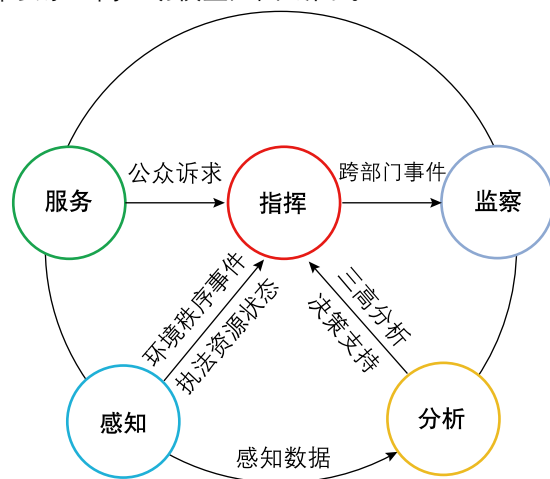 公众诉求
跨部门事件
服务
指挥
监察
环境秩序事件
执法资源状态
三高分析
决策支持
感知
分析
感知数据